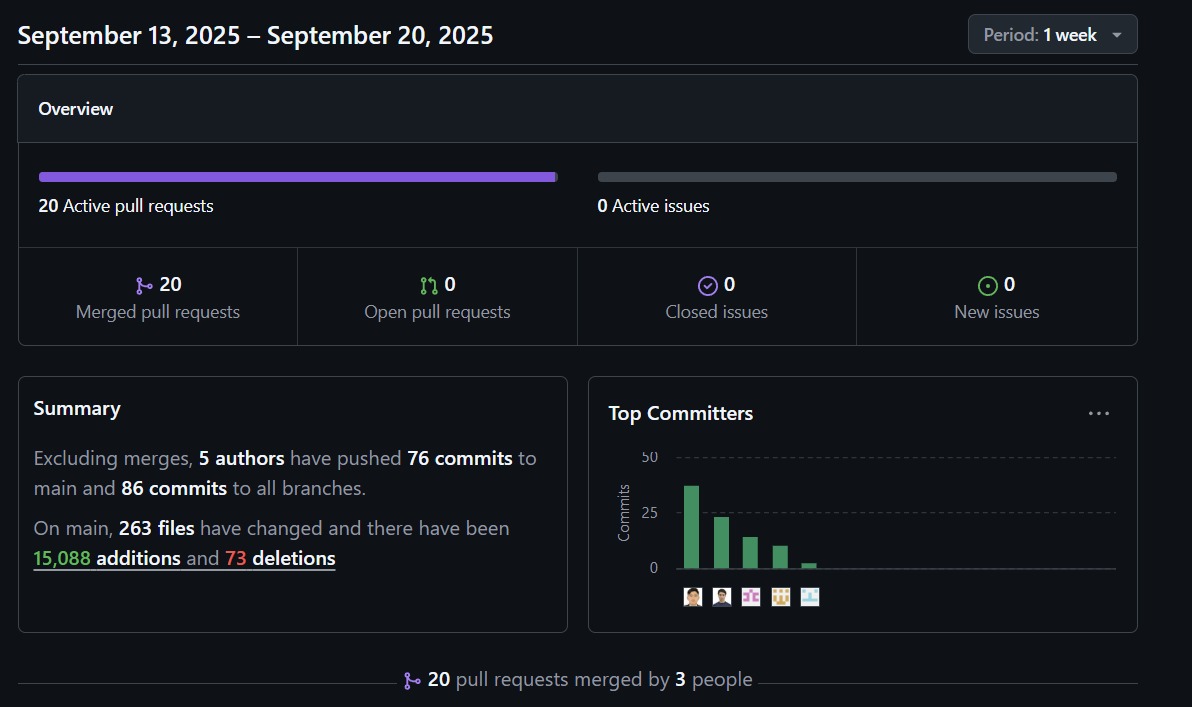 September 13, 2025 – September 20, 2025
Period: 1 week
Overview
20 Active pull requests
0 Active issues
20
Merged pull requests
0
Open pull requests
0
Closed issues
0
New issues
Summary
Excluding merges, 5 authors have pushed 76 commits to
main and 86 commits to all branches.
On main, 263 files have changed and there have been
15,088 additions and 73 deletions
Top Committers
50
25
0
Commits
20 pull requests merged by 3 people